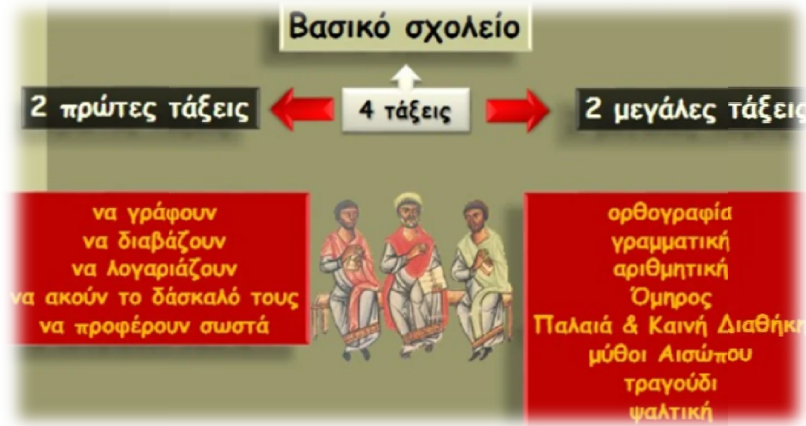 Βασικό σχολείο
2 πρώτες τάξεις
4 τάξεις
2 μεγάλες τάξεις
να γράφουν
να διαβάζουν
να λογαριάζουν
να ακούν το δάσκαλό τους
να προφέρουν σωστά
ορθογραφία
γραμματική
αριθμητική
Όμηρος
Παλαιά & Καινή Διαθήκη
μύθοι Αισώπου
τραγούδι
ψαλτική